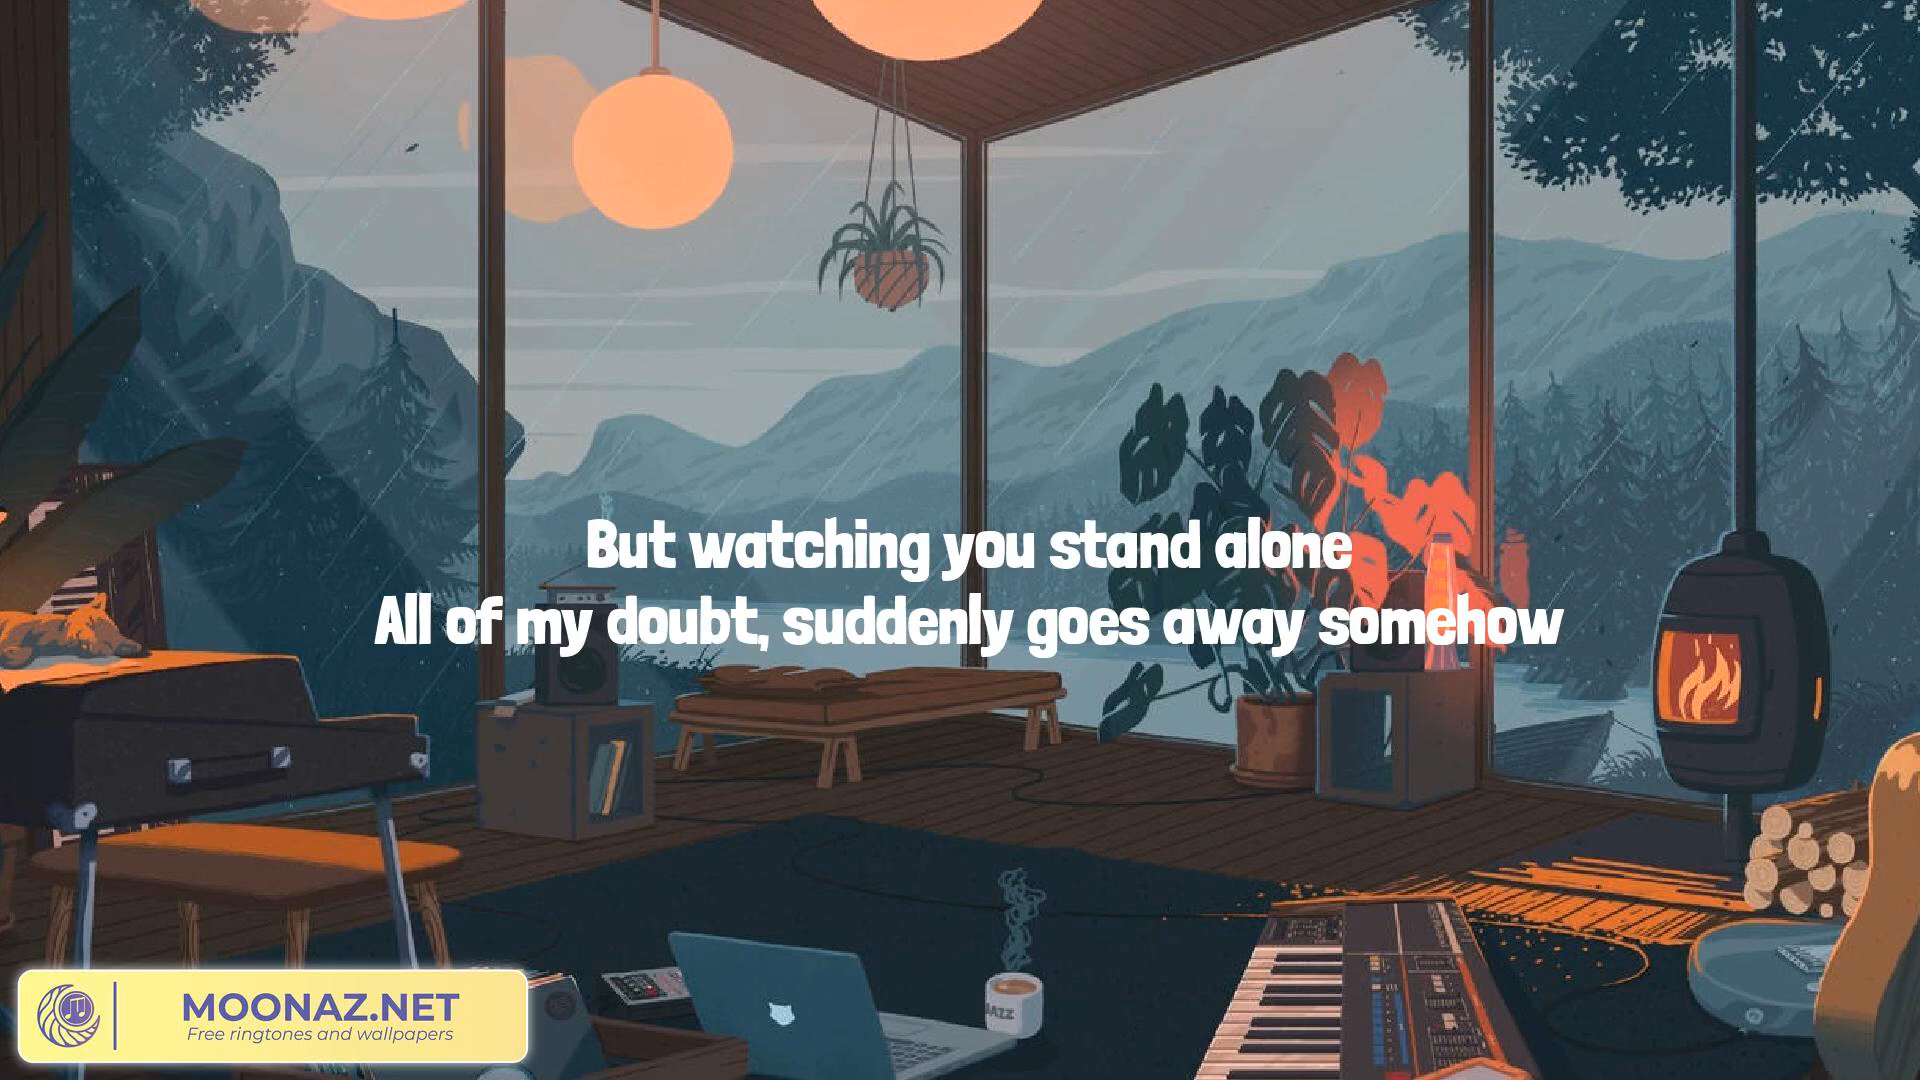 But watching you stand alone
All of my doubt, suddenly goes away somehow
JAZZ
MOONAZ.NET
Free ringtones and wallpapers